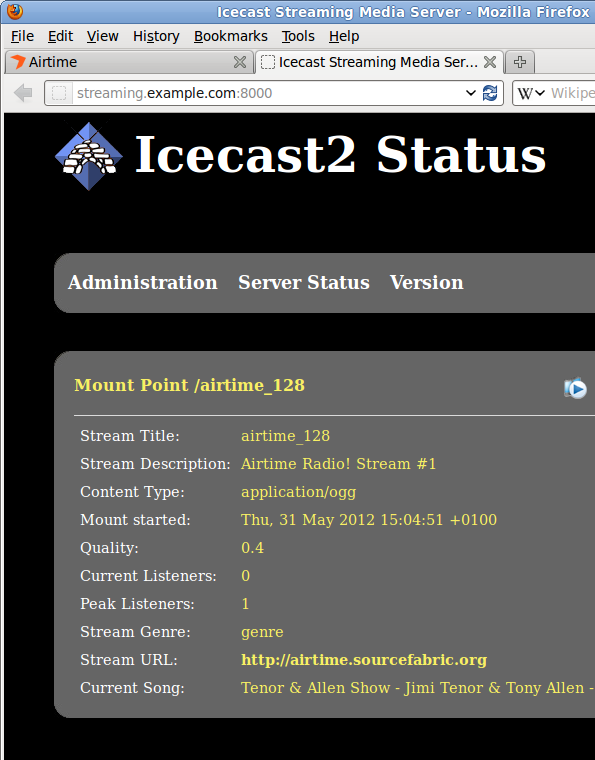 Icecast Streaming Media Server - Mozilla Firefox
File Edit View History Bookmarks Tools Help
Airtime Icecast Streaming Media Ser...
streaming.example.com:8000 W Wikipe
Icecast2 Status
Administration Server Status Version
Mount Point /airtime_128
Stream Title: airtime_128
Stream Description: Airtime Radio! Stream #1
Content Type: application/ogg
Mount started: Thu, 31 May 2012 15:04:51 +0100
Quality: 0.4
Current Listeners: 0
Peak Listeners: 1
Stream Genre: genre
Stream URL: http://airtime.sourcefabric.org
Current Song: Tenor & Allen Show - Jimi Tenor & Tony Allen -